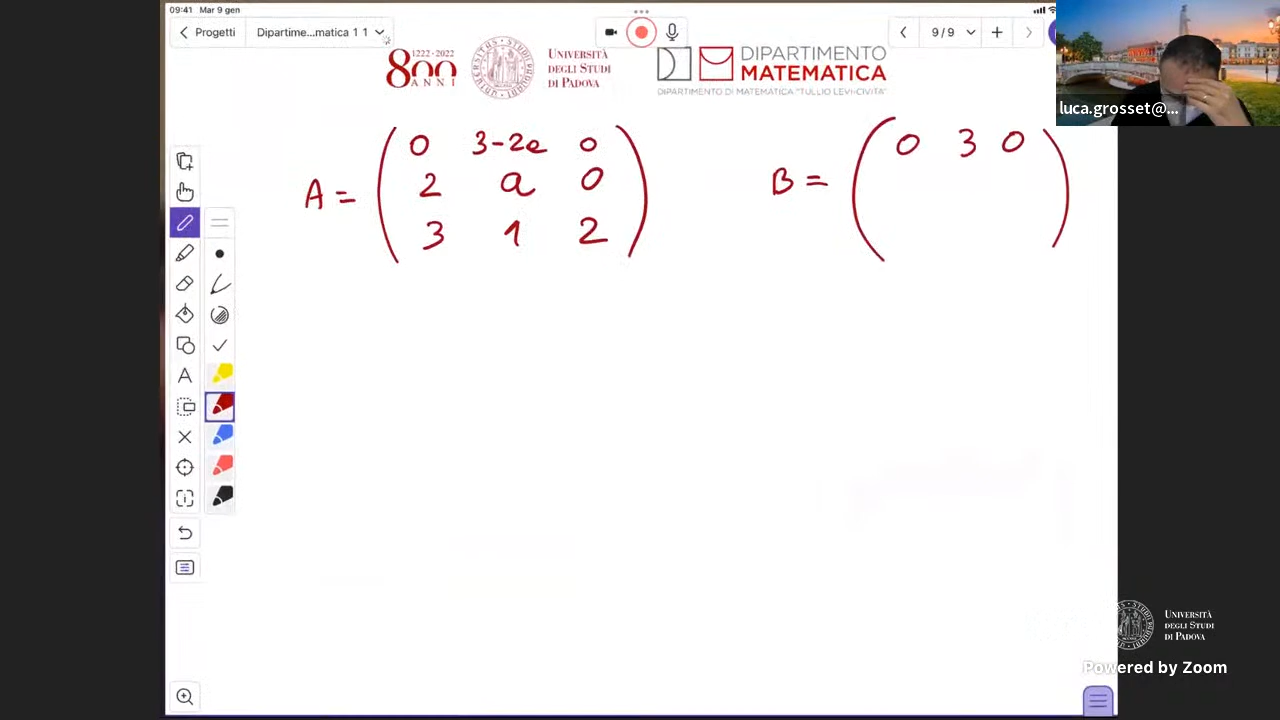 09:41 Mar 9 gen
Progetti
Dipartime...matica 1 1
9/9
1222·2022
800
ANNI
UNIVERSITÀ
DEGLI STUDI
DI PADOVA
DIPARTIMENTO
MATEMATICA
DIPARTIMENTO DI MATEMATICA "TULLIO LEVI-CIVITA"
luca.grosset@...
0 3-2a 0
A = 2 a 0
3 1 2
B = 0 3 0
UNIVERSITÀ
DEGLI STUDI
DI PADOVA
Powered by Zoom